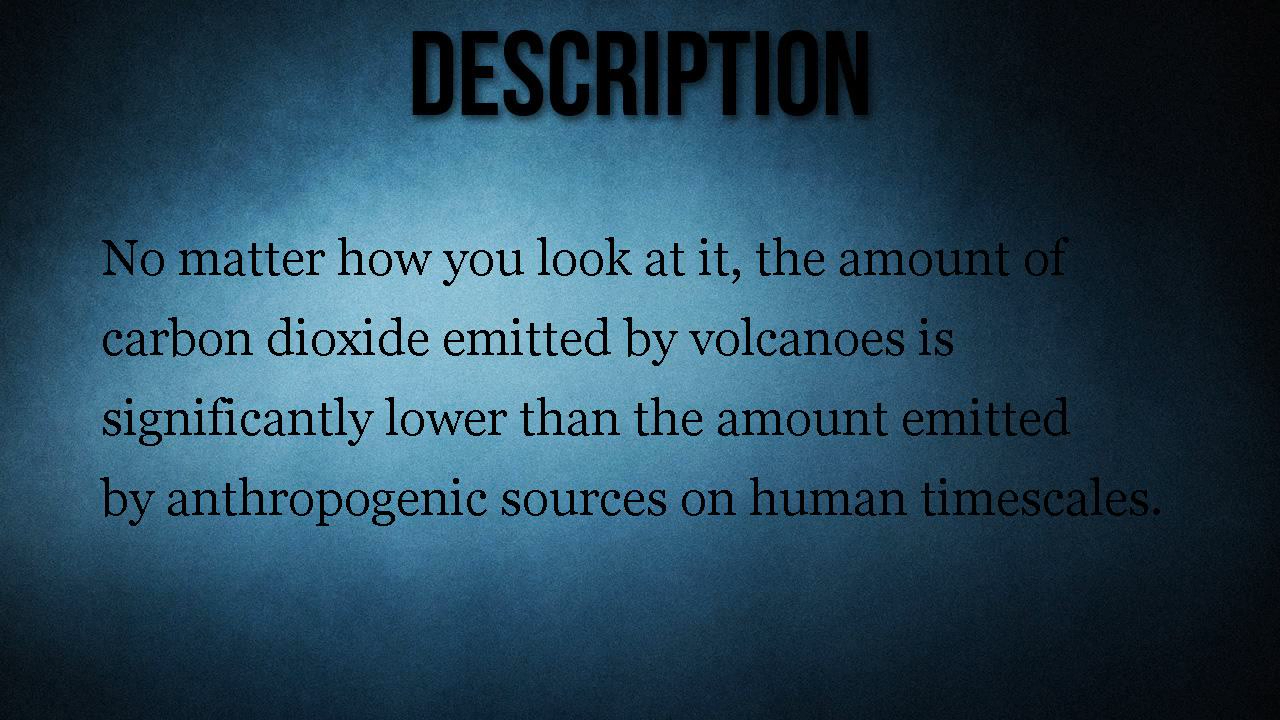 DESCRIPTION
No matter how you look at it, the amount of
carbon dioxide emitted by volcanoes is
significantly lower than the amount emitted
by anthropogenic sources on human timescales.